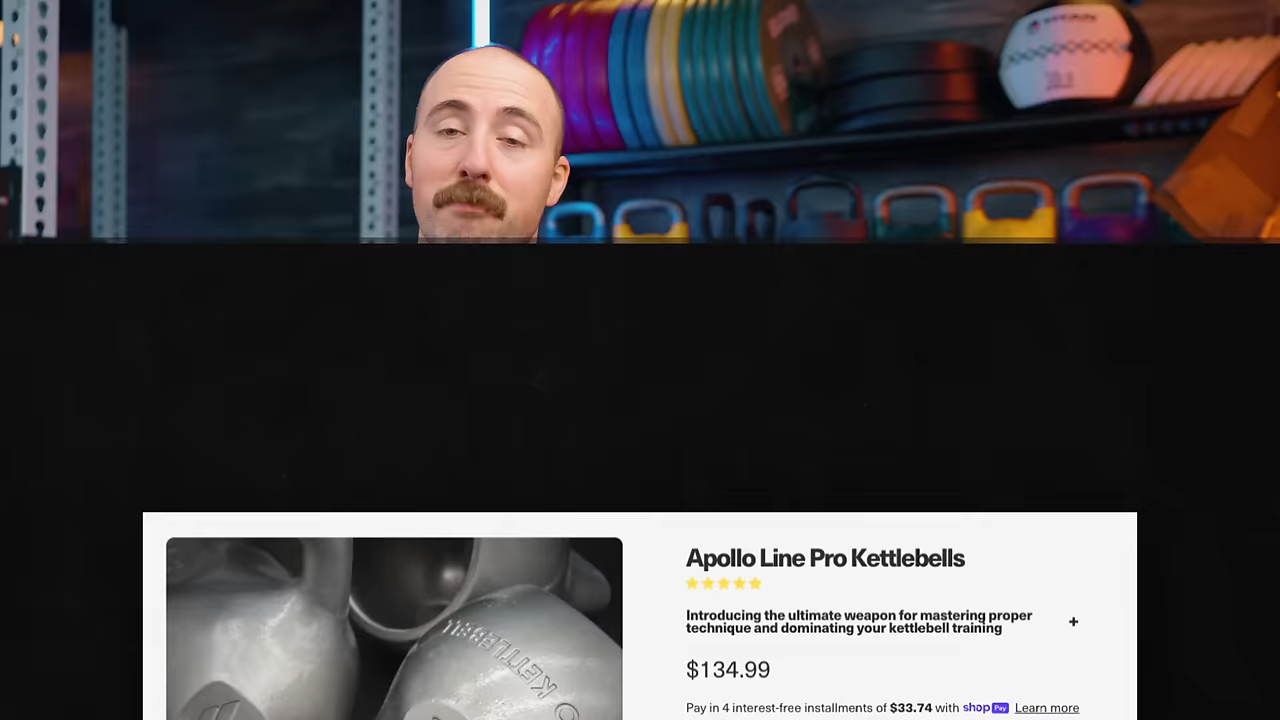 TITAN
Apollo Line Pro Kettlebells
Introducing the ultimate weapon for mastering proper
technique and dominating your kettlebell training
+
$134.99
Pay in 4 interest-free installments of $33.74 with shop Pay Learn more
KETTLEBELL